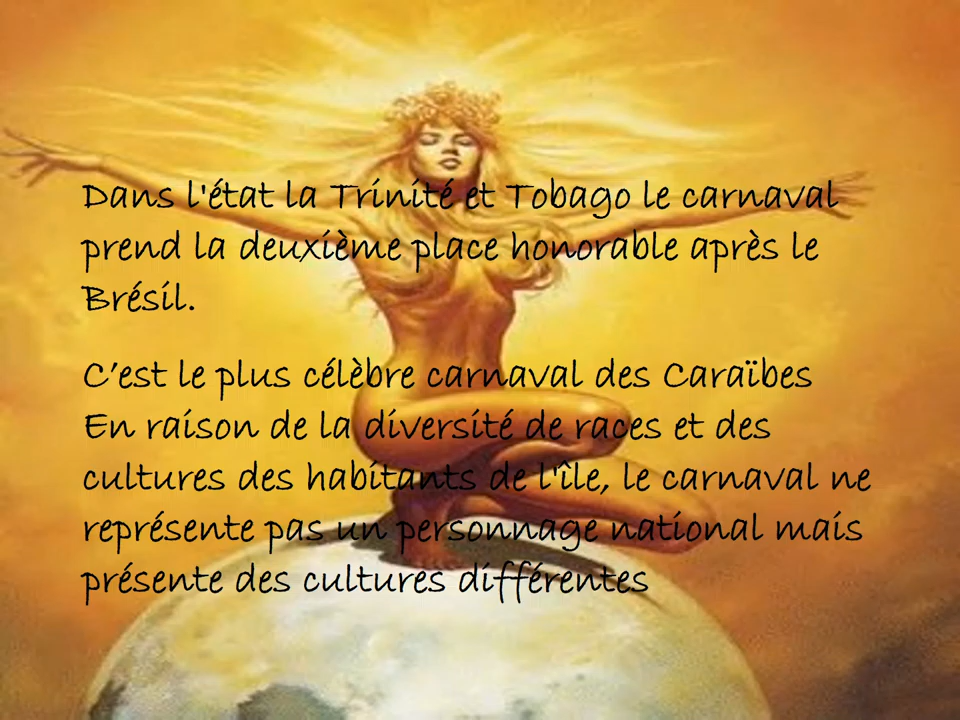 Dans l'état la Trinité et Tobago le carnaval
prend la deuxième place honorable après le
Brésil.
C’est le plus célèbre carnaval des Caraïbes
En raison de la diversité de races et des
cultures des habitants de l'île, le carnaval ne
représente pas un personnage national mais
présente des cultures différentes